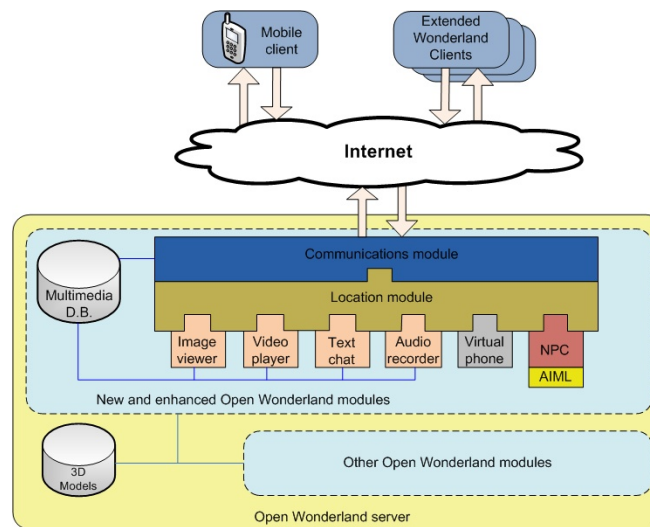 Mobile
client
Extended
Wonderland
Clients
Internet
Communications module
Multimedia
D.B.
Location module
Image
viewer
Video
player
Text
chat
Audio
recorder
Virtual
phone
NPC
AIML
New and enhanced Open Wonderland modules
3D
Models
Other Open Wonderland modules
Open Wonderland server